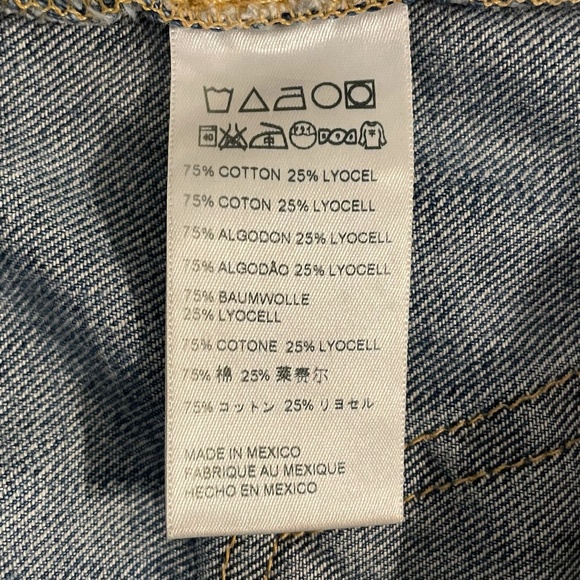 40
75% COTTON 25% LYOCEL
75% COTON 25% LYOCELL
75% ALGODON 25% LYOCELL
75% ALGODÃO 25% LYOCELL
75% BAUMWOLLE
25% LYOCELL
75% COTONE 25% LYOCELL
75% 棉 25% 莱赛尔
75% コットン 25% リヨセル
MADE IN MEXICO
FABRIQUE AU MEXIQUE
HECHO EN MEXICO